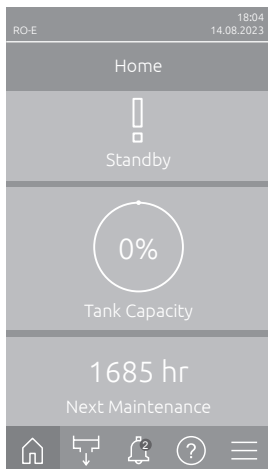 18:04
RO-E 14.08.2023
Home
Standby
0%
Tank Capacity
1685 hr
Next Maintenance
2
?